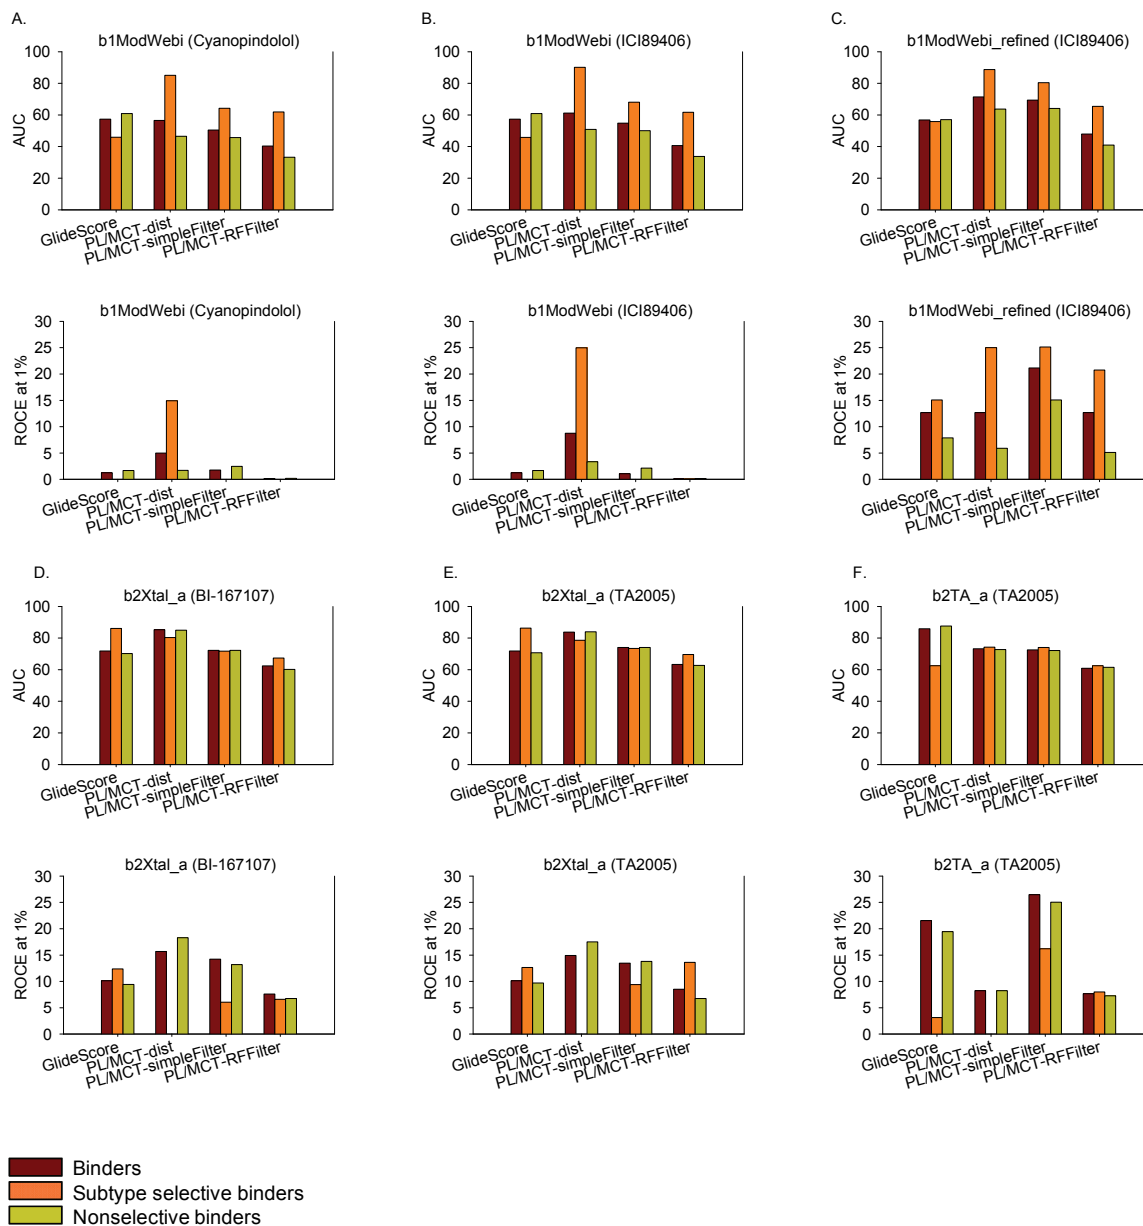 A.
b1ModWebi (Cyanopindolol)
100
80
60
40
20
0
AUC
GlideScore
PL/MCT-dist
PL/MCT-simpleFilter
PL/MCT-RFFilter
B.
b1ModWebi (ICI89406)
100
80
60
40
20
0
AUC
GlideScore
PL/MCT-dist
PL/MCT-simpleFilter
PL/MCT-RFFilter
C.
b1ModWebi_refined (ICI89406)
100
80
60
40
20
0
AUC
GlideScore
PL/MCT-dist
PL/MCT-simpleFilter
PL/MCT-RFFilter
b1ModWebi (Cyanopindolol)
30
25
20
15
10
5
0
ROCE at 1%
GlideScore
PL/MCT-dist
PL/MCT-simpleFilter
PL/MCT-RFFilter
b1ModWebi (ICI89406)
30
25
20
15
10
5
0
ROCE at 1%
GlideScore
PL/MCT-dist
PL/MCT-simpleFilter
PL/MCT-RFFilter
b1ModWebi_refined (ICI89406)
30
25
20
15
10
5
0
ROCE at 1%
GlideScore
PL/MCT-dist
PL/MCT-simpleFilter
PL/MCT-RFFilter
D.
b2Xtal_a (BI-167107)
100
80
60
40
20
0
AUC
GlideScore
PL/MCT-dist
PL/MCT-simpleFilter
PL/MCT-RFFilter
E.
b2Xtal_a (TA2005)
100
80
60
40
20
0
AUC
GlideScore
PL/MCT-dist
PL/MCT-simpleFilter
PL/MCT-RFFilter
F.
b2TA_a (TA2005)
100
80
60
40
20
0
AUC
GlideScore
PL/MCT-dist
PL/MCT-simpleFilter
PL/MCT-RFFilter
b2Xtal_a (BI-167107)
30
25
20
15
10
5
0
ROCE at 1%
GlideScore
PL/MCT-dist
PL/MCT-simpleFilter
PL/MCT-RFFilter
b2Xtal_a (TA2005)
30
25
20
15
10
5
0
ROCE at 1%
GlideScore
PL/MCT-dist
PL/MCT-simpleFilter
PL/MCT-RFFilter
b2TA_a (TA2005)
30
25
20
15
10
5
0
ROCE at 1%
GlideScore
PL/MCT-dist
PL/MCT-simpleFilter
PL/MCT-RFFilter
Binders
Subtype selective binders
Nonselective binders